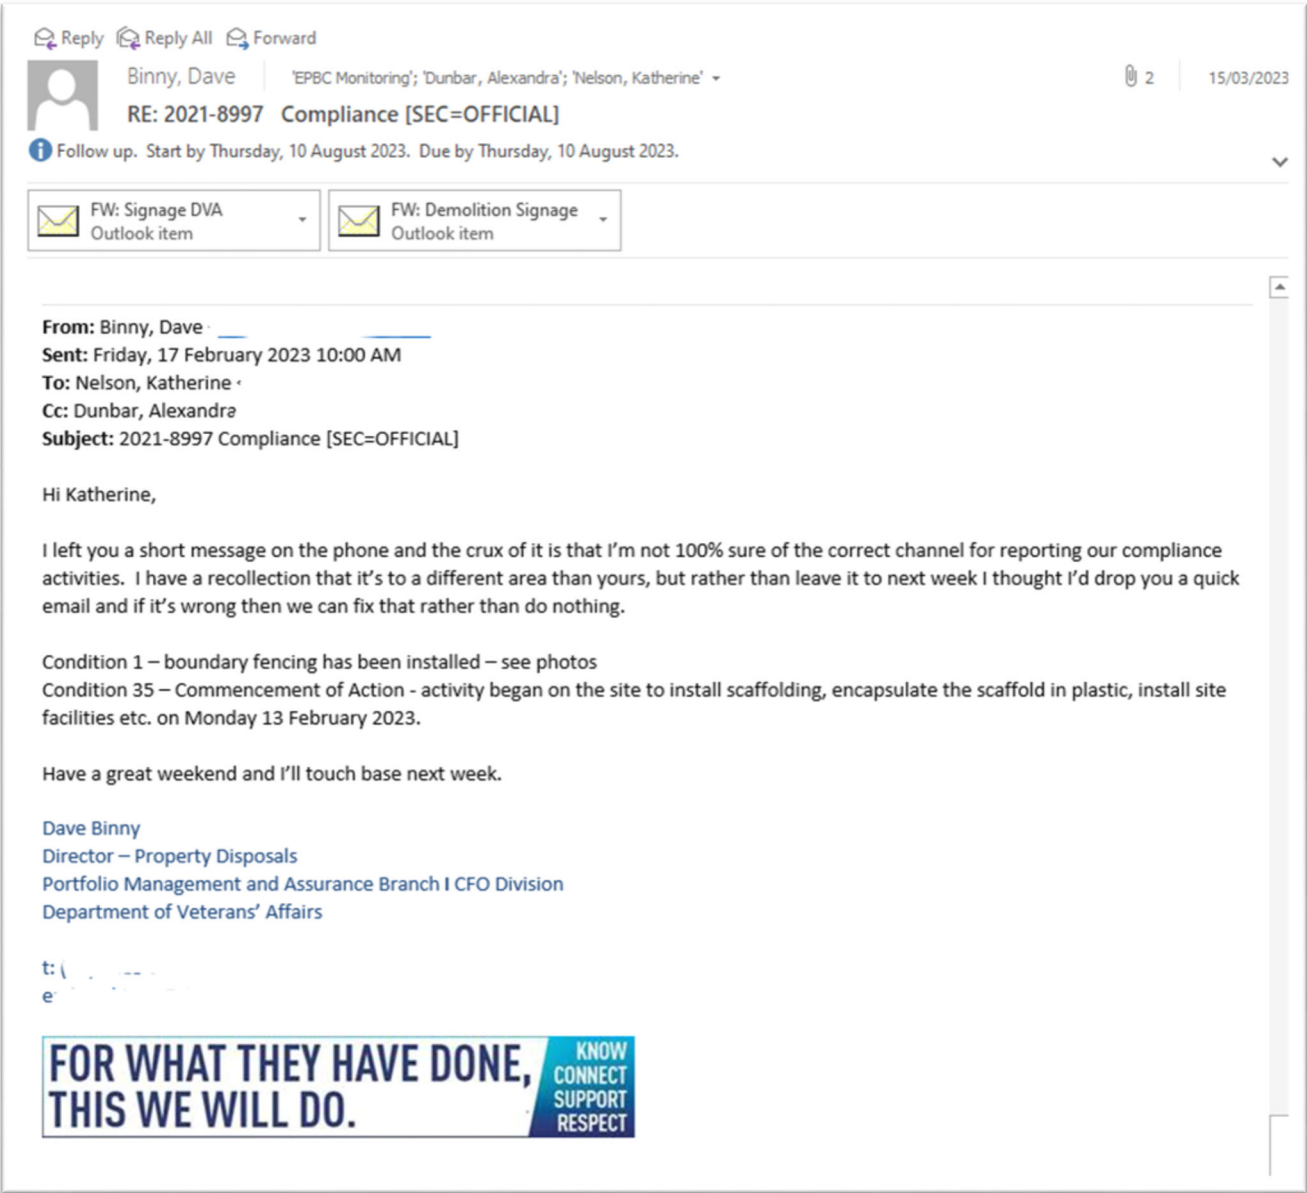 Reply Reply All Forward
Binny, Dave 'EPBC Monitoring'; 'Dunbar, Alexandra'; 'Nelson, Katherine' 2 15/03/2023
RE: 2021-8997 Compliance [SEC=OFFICIAL]
Follow up. Start by Thursday, 10 August 2023. Due by Thursday, 10 August 2023.
FW: Signage DVA
Outlook item
FW: Demolition Signage
Outlook item
From: Binny, Dave
Sent: Friday, 17 February 2023 10:00 AM
To: Nelson, Katherine
Cc: Dunbar, Alexandra
Subject: 2021-8997 Compliance [SEC=OFFICIAL]
Hi Katherine,
I left you a short message on the phone and the crux of it is that I'm not 100% sure of the correct channel for reporting our compliance
activities. I have a recollection that it's to a different area than yours, but rather than leave it to next week I thought I'd drop you a quick
email and if it's wrong then we can fix that rather than do nothing.
Condition 1 – boundary fencing has been installed – see photos
Condition 35 – Commencement of Action - activity began on the site to install scaffolding, encapsulate the scaffold in plastic, install site
facilities etc. on Monday 13 February 2023.
Have a great weekend and I'll touch base next week.
Dave Binny
Director – Property Disposals
Portfolio Management and Assurance Branch I CFO Division
Department of Veterans' Affairs
t:
e
FOR WHAT THEY HAVE DONE,
THIS WE WILL DO.
KNOW
CONNECT
SUPPORT
RESPECT